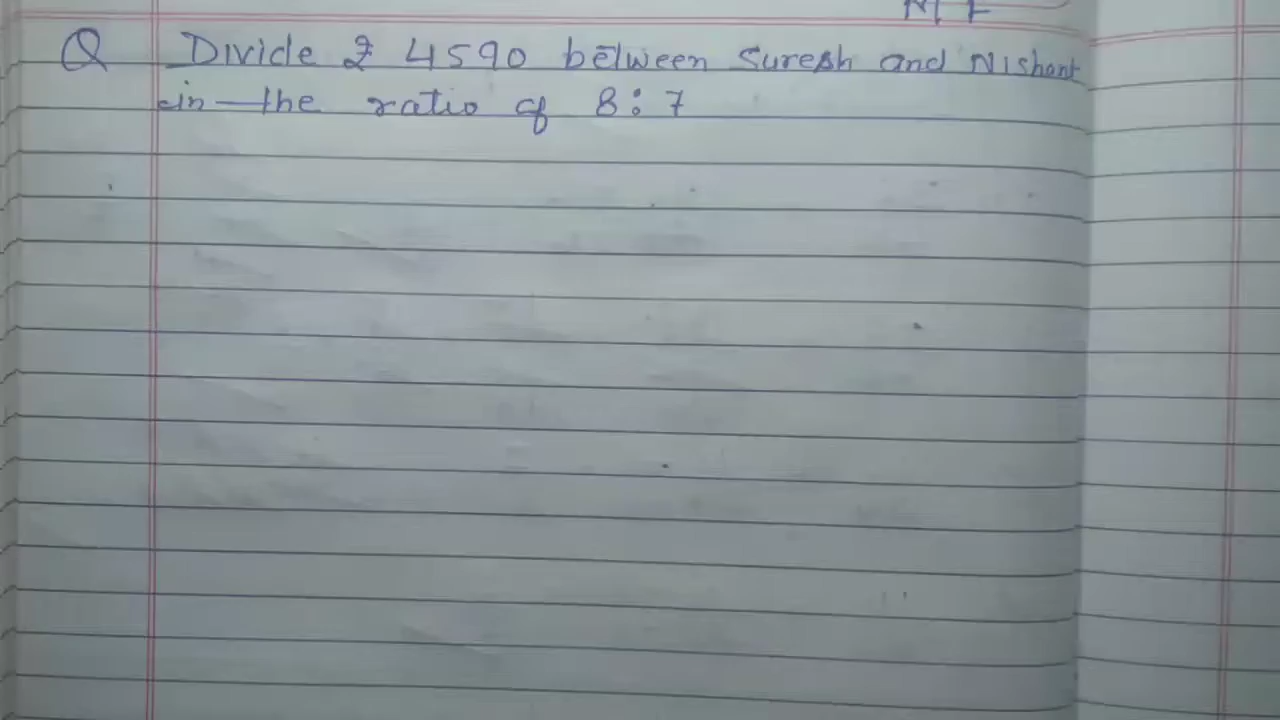 Q Divide ₹ 4590 between Suresh and Nishant
in the ratio of 8:7